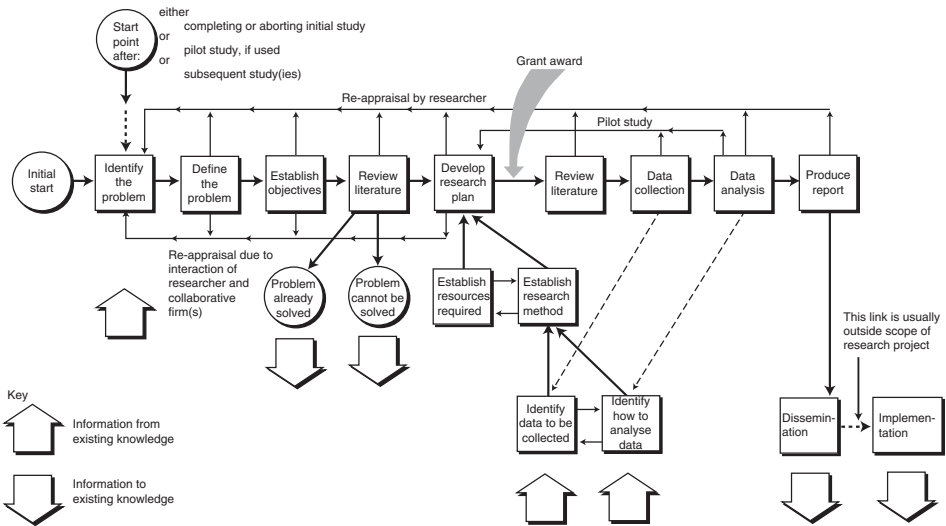 Start
point
after:
either
completing or aborting initial study
or
pilot study, if used
or
subsequent study(ies)
Grant award
Re-appraisal by researcher
Pilot study
Initial
start
Identify
the
problem
Define
the
problem
Establish
objectives
Review
literature
Develop
research
plan
Review
literature
Data
collection
Data
analysis
Produce
report
Re-appraisal due to
interaction of
researcher and
collaborative
firm(s)
Problem
already
solved
Problem
cannot be
solved
Establish
resources
required
Establish
research
method
This link is usually
outside scope of
research project
Identify
data to be
collected
Identify
how to
analyse
data
Dissemin-
ation
Implemen-
tation
Key
Information from
existing knowledge
Information to
existing knowledge